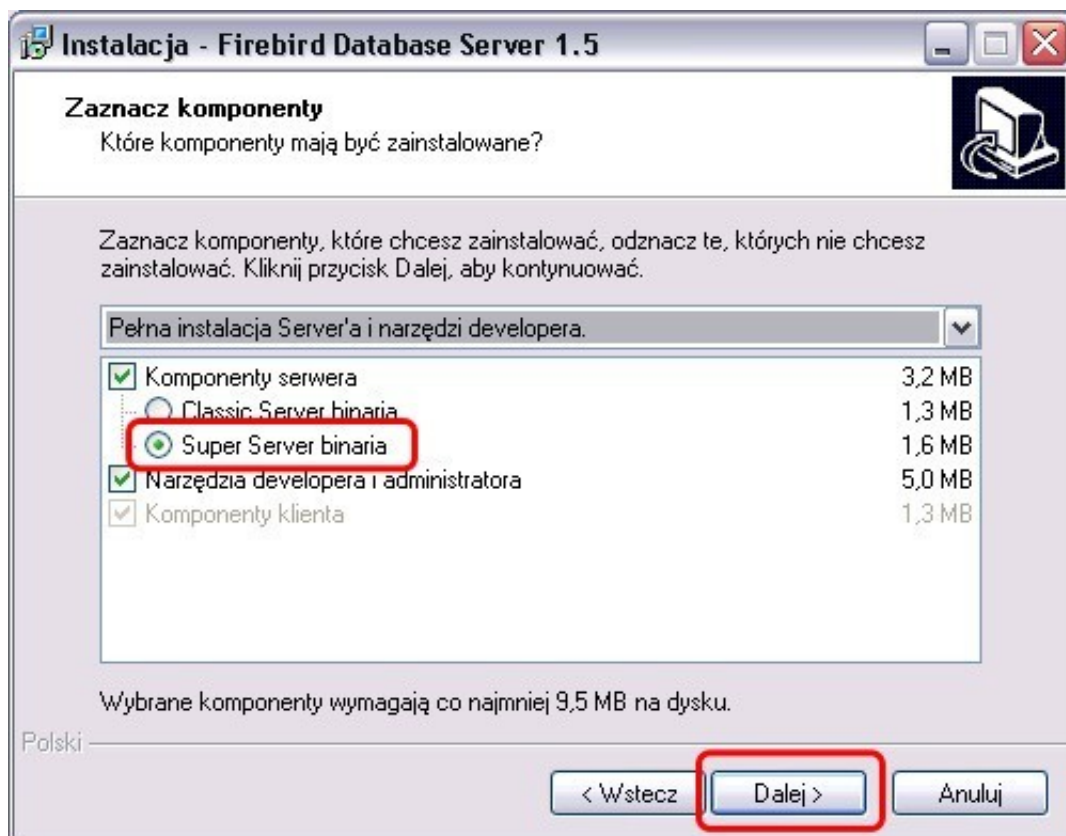 Instalacja - Firebird Database Server 1.5
Zaznacz komponenty
Które komponenty mają być zainstalowane?
Zaznacz komponenty, które chcesz zainstalować, odznacz te, których nie chcesz
zainstalować. Kliknij przycisk Dalej, aby kontynuować.
Pełna instalacja Server'a i narzędzi developera.
Komponenty serwera 3,2 MB
Classic Server binaria 1,3 MB
Super Server binaria 1,6 MB
Narzędzia developera i administratora 5,0 MB
Komponenty klienta 1,3 MB
Wybrane komponenty wymagają co najmniej 9,5 MB na dysku.
Polski
< Wstecz Dalej > Anuluj